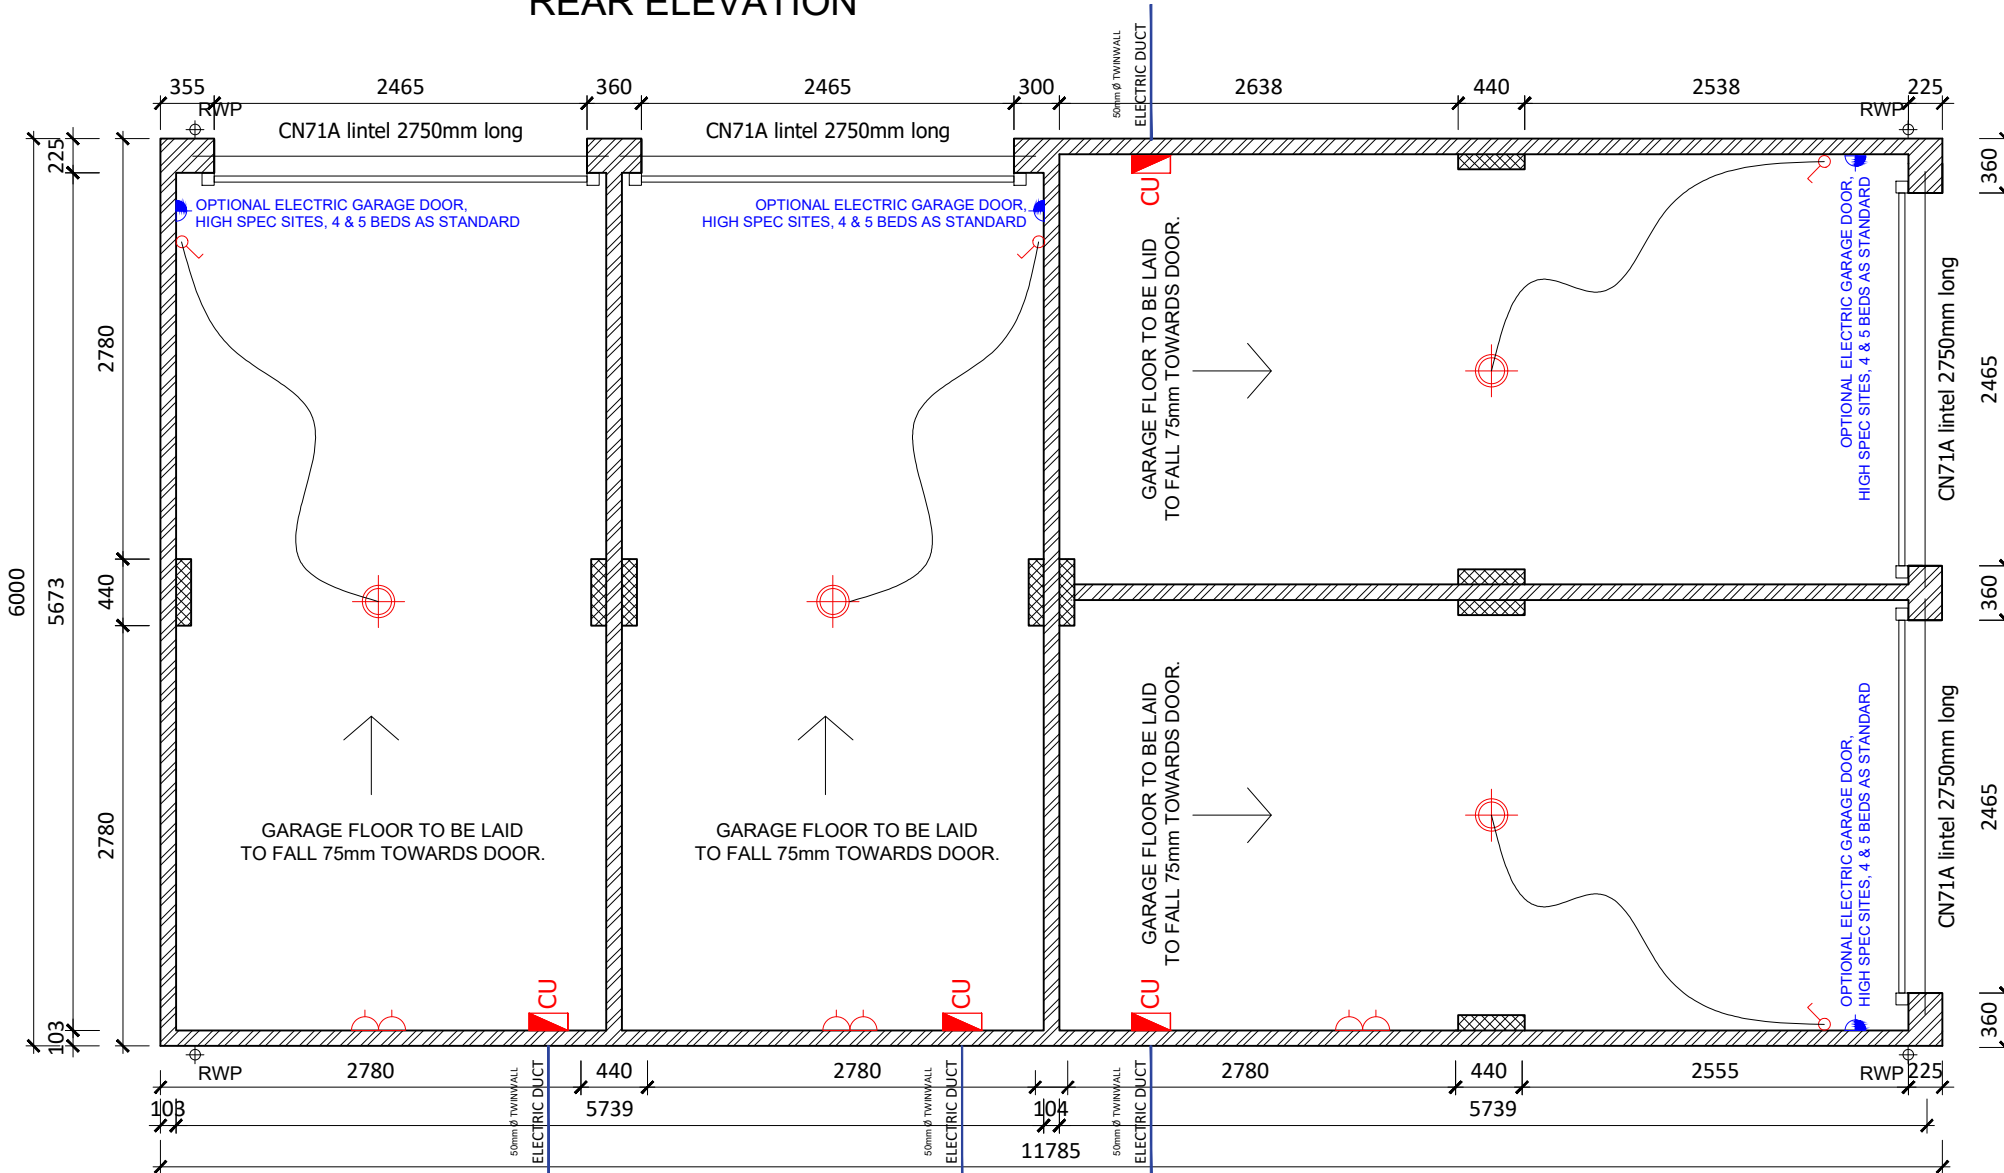 REAR ELEVATION
50mm Ø TWINWALL
ELECTRIC DUCT
355
2465
360
2465
300
2638
440
2538
225
RWP
RWP
CN71A lintel 2750mm long
CN71A lintel 2750mm long
225
360
CU
OPTIONAL ELECTRIC GARAGE DOOR,
HIGH SPEC SITES, 4 & 5 BEDS AS STANDARD
OPTIONAL ELECTRIC GARAGE DOOR,
HIGH SPEC SITES, 4 & 5 BEDS AS STANDARD
OPTIONAL ELECTRIC GARAGE DOOR,
HIGH SPEC SITES, 4 & 5 BEDS AS STANDARD
GARAGE FLOOR TO BE LAID
TO FALL 75mm TOWARDS DOOR.
CN71A lintel 2750mm long
2780
2465
6000
5673
440
360
GARAGE FLOOR TO BE LAID
TO FALL 75mm TOWARDS DOOR.
OPTIONAL ELECTRIC GARAGE DOOR,
HIGH SPEC SITES, 4 & 5 BEDS AS STANDARD
CN71A lintel 2750mm long
2780
2465
GARAGE FLOOR TO BE LAID
TO FALL 75mm TOWARDS DOOR.
GARAGE FLOOR TO BE LAID
TO FALL 75mm TOWARDS DOOR.
CU
CU
CU
103
360
RWP
2780
440
2780
2780
440
2555
RWP
225
50mm Ø TWINWALL
ELECTRIC DUCT
50mm Ø TWINWALL
ELECTRIC DUCT
50mm Ø TWINWALL
ELECTRIC DUCT
103
5739
104
5739
11785